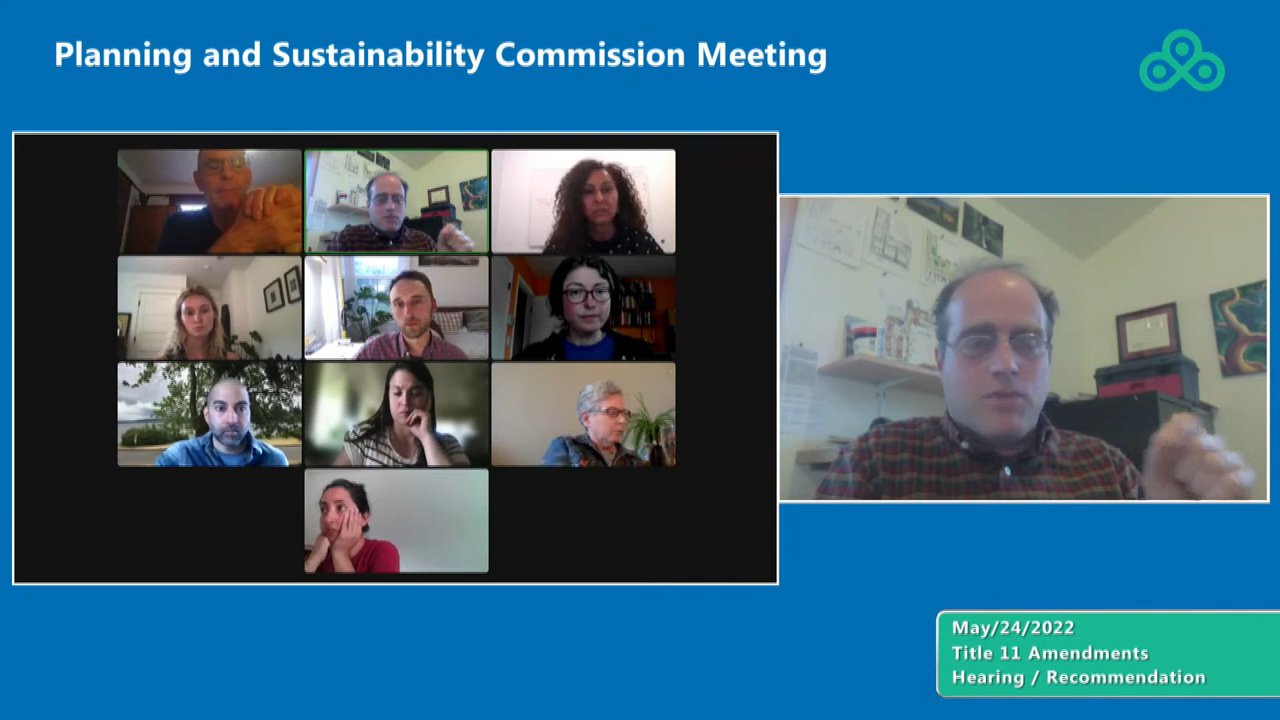 Planning and Sustainability Commission Meeting
May/24/2022
Title 11 Amendments
Hearing / Recommendation